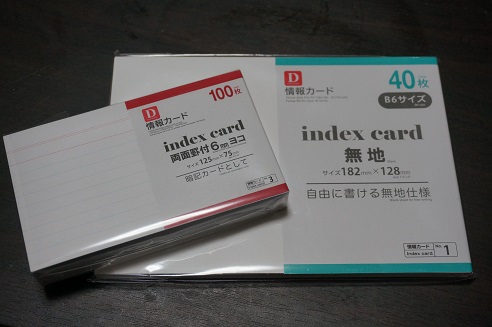 D
情報カード
100枚
index card
両面罫付6mmヨコ
サイズ125mm×75mm
暗記カードとして
3
D
情報カード
40枚
B6サイズ
index card
無地
サイズ182mm×128mm
自由に書ける無地仕様
情報カード
Index card
No.
1